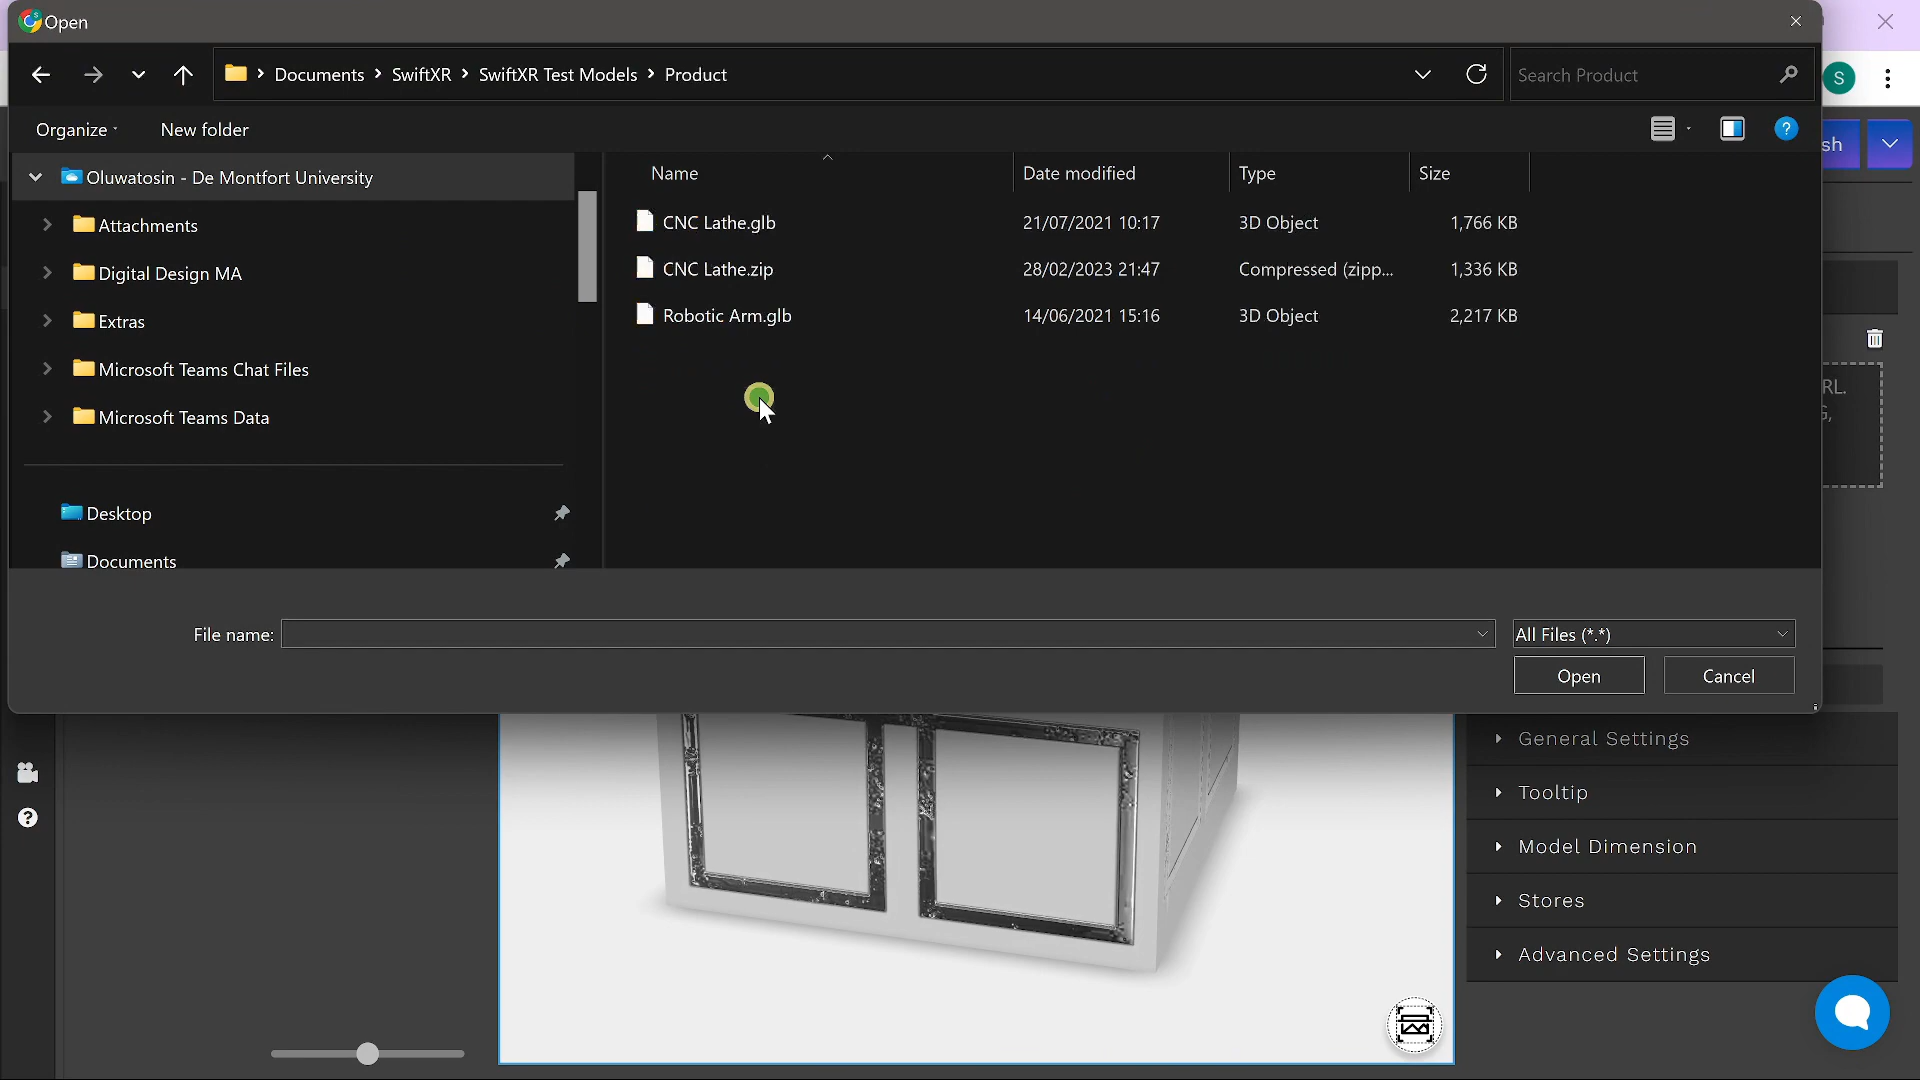 Open
Documents > SwiftXR > SwiftXR Test Models > Product
Search Product
S
Organize
New folder
?
sh
Oluwatosin - De Montfort University
Attachments
Digital Design MA
Extras
Microsoft Teams Chat Files
Microsoft Teams Data
Desktop
Documents
Name Date modified Type Size
CNC Lathe.glb 21/07/2021 10:17 3D Object 1,766 KB
CNC Lathe.zip 28/02/2023 21:47 Compressed (zipp... 1,336 KB
Robotic Arm.glb 14/06/2021 15:16 3D Object 2,217 KB
RL.
G,
File name:
All Files (*.*)
Open
Cancel
General Settings
Tooltip
Model Dimension
Stores
Advanced Settings
?